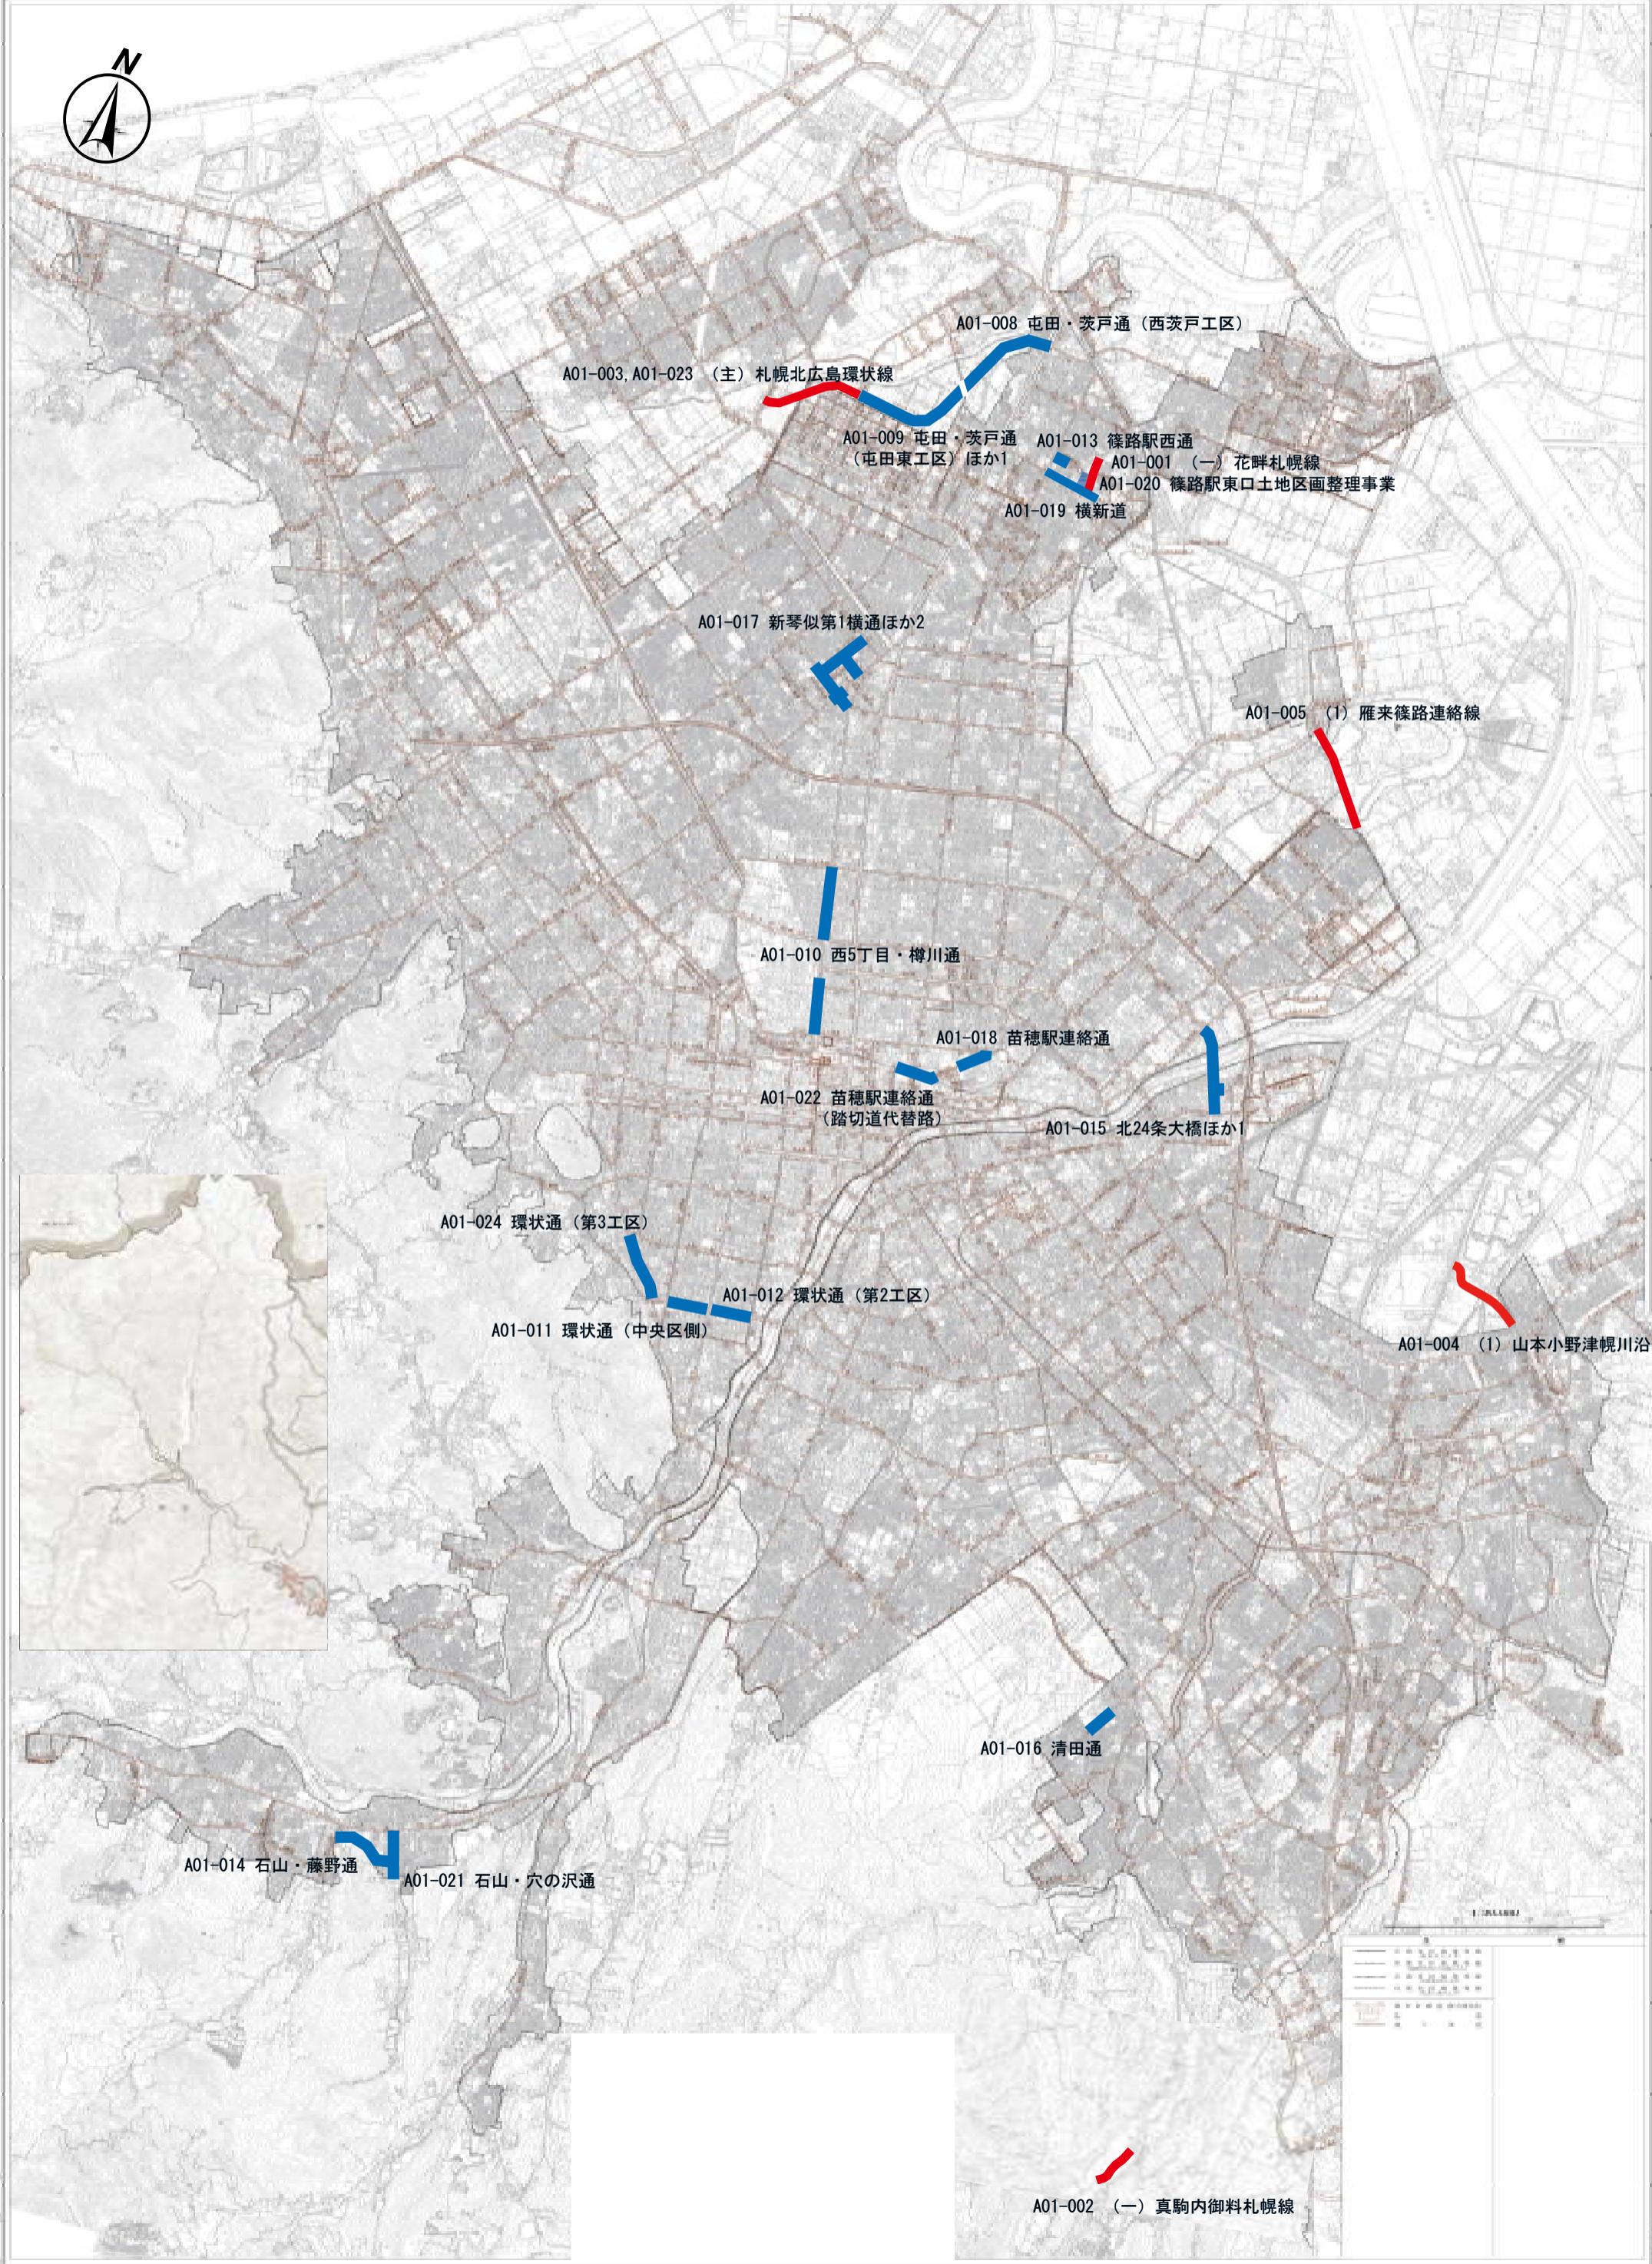 N
A01-008 屯田・茨戸通（西茨戸工区）
A01-003, A01-023 （主）札幌北広島環状線
A01-009 屯田・茨戸通
（屯田東工区）ほか1
A01-013 篠路駅西通
A01-001 （一）花畔札幌線
A01-020 篠路駅東口土地区画整理事業
A01-019 横新道
A01-017 新琴似第1横通ほか2
A01-005 （1）雁来篠路連絡線
A01-010 西5丁目・樽川通
A01-018 苗穂駅連絡通
A01-022 苗穂駅連絡通
（踏切道代替路）
A01-015 北24条大橋ほか1
A01-024 環状通（第3工区）
A01-012 環状通（第2工区）
A01-011 環状通（中央区側）
A01-004 （1）山本小野津幌川沿
A01-016 清田通
A01-014 石山・藤野通
A01-021 石山・穴の沢通
A01-002 （一）真駒内御料札幌線